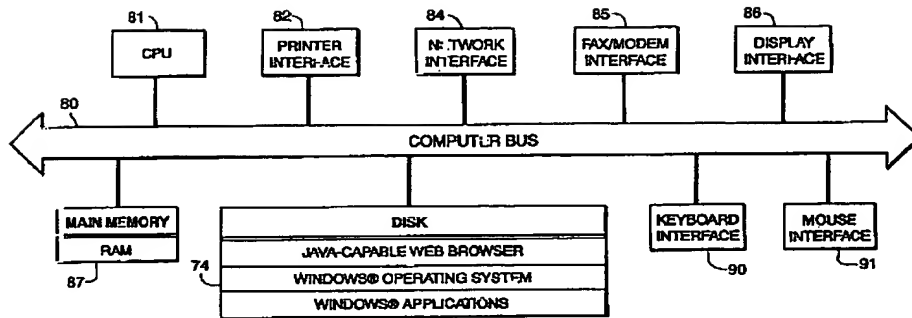 81
82
84
85
86
CPU
PRINTER
INTERFACE
NETWORK
INTERFACE
FAX/MODEM
INTERFACE
DISPLAY
INTERFACE
80
COMPUTER BUS
MAIN MEMORY
RAM
87
74
DISK
JAVA-CAPABLE WEB BROWSER
WINDOWS® OPERATING SYSTEM
WINDOWS® APPLICATIONS
KEYBOARD
INTERFACE
90
MOUSE
INTERFACE
91